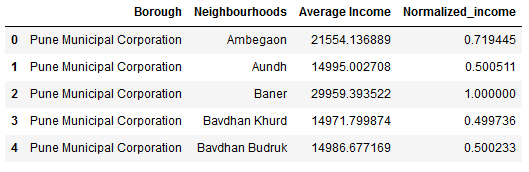 Borough Neighbourhoods Average Income Normalized_income
0 Pune Municipal Corporation Ambegaon 21554.136889 0.719445
1 Pune Municipal Corporation Aundh 14995.002708 0.500511
2 Pune Municipal Corporation Baner 29959.393522 1.000000
3 Pune Municipal Corporation Bavdhan Khurd 14971.799874 0.499736
4 Pune Municipal Corporation Bavdhan Budruk 14986.677169 0.500233